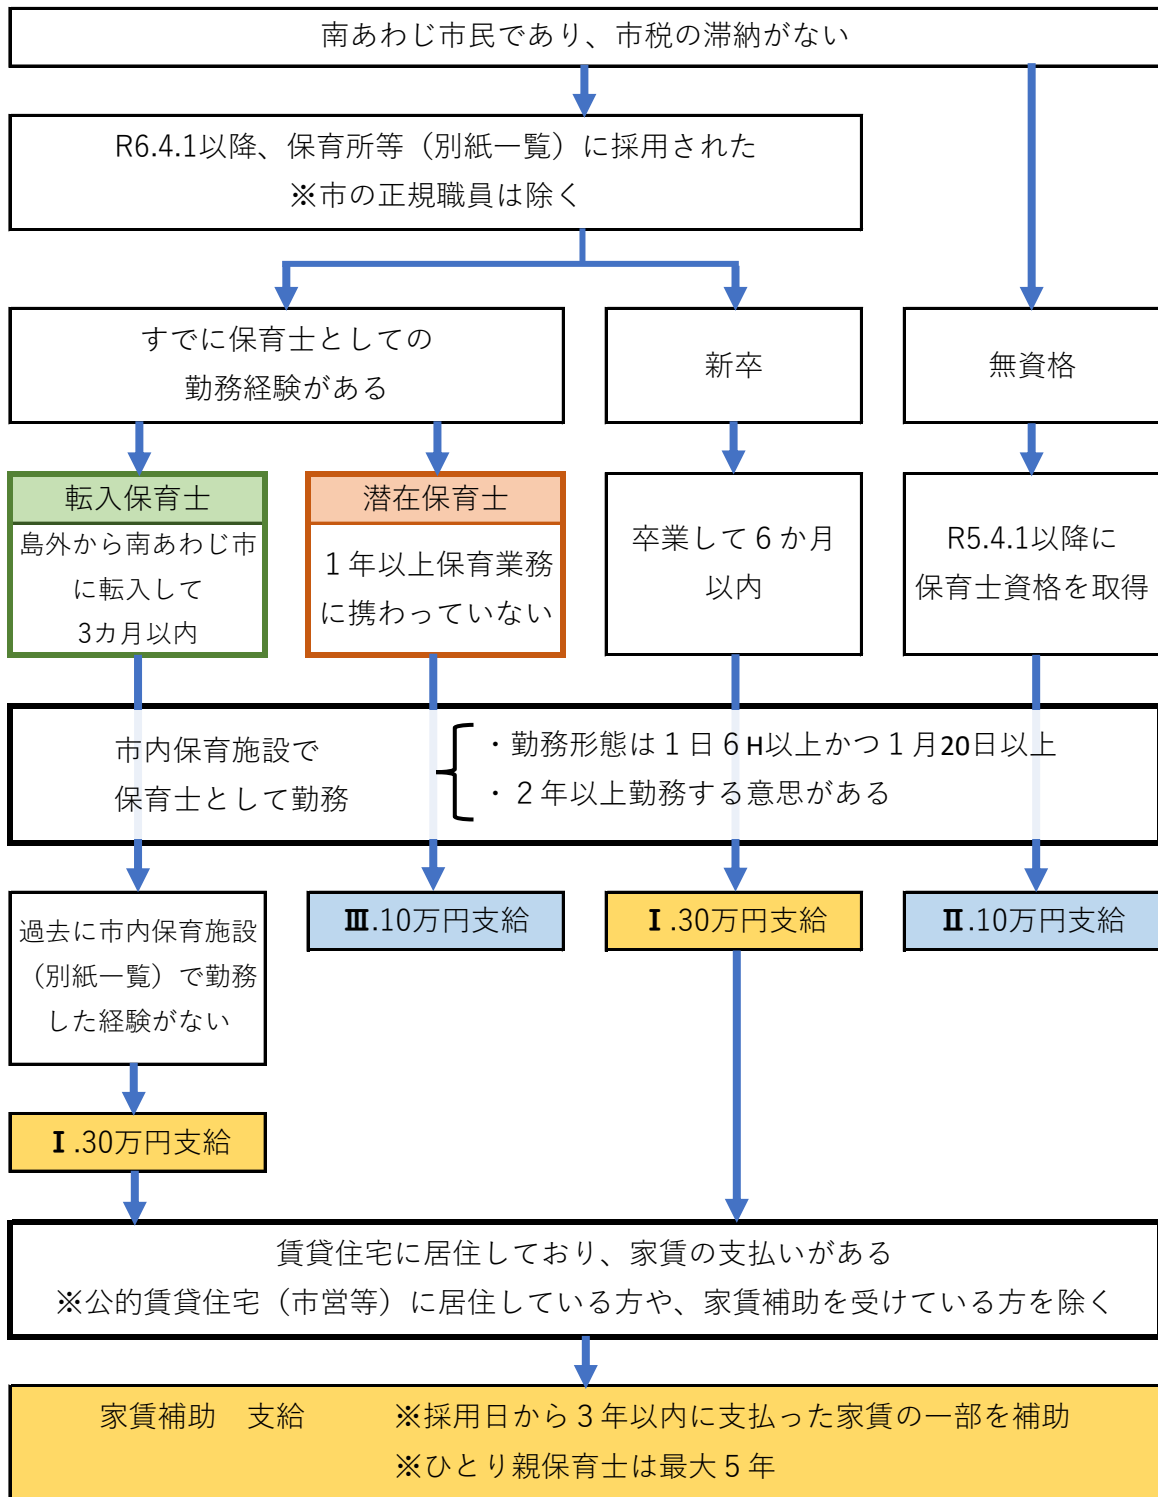 南あわじ市民であり、市税の滞納がない
R6.4.1以降、保育所等（別紙一覧）に採用された
※市の正規職員は除く
すでに保育士としての
勤務経験がある
新卒
無資格
転入保育士
島外から南あわじ市
に転入して
3カ月以内
潜在保育士
１年以上保育業務
に携わっていない
卒業して６か月
以内
R5.4.1以降に
保育士資格を取得
市内保育施設で
保育士として勤務
・勤務形態は１日６H以上かつ１月20日以上
・２年以上勤務する意思がある
過去に市内保育施設
（別紙一覧）で勤務
した経験がない
Ⅲ.10万円支給
Ⅰ.30万円支給
Ⅱ.10万円支給
Ⅰ.30万円支給
賃貸住宅に居住しており、家賃の支払いがある
※公的賃貸住宅（市営等）に居住している方や、家賃補助を受けている方を除く
家賃補助　支給　※採用日から３年以内に支払った家賃の一部を補助
※ひとり親保育士は最大５年